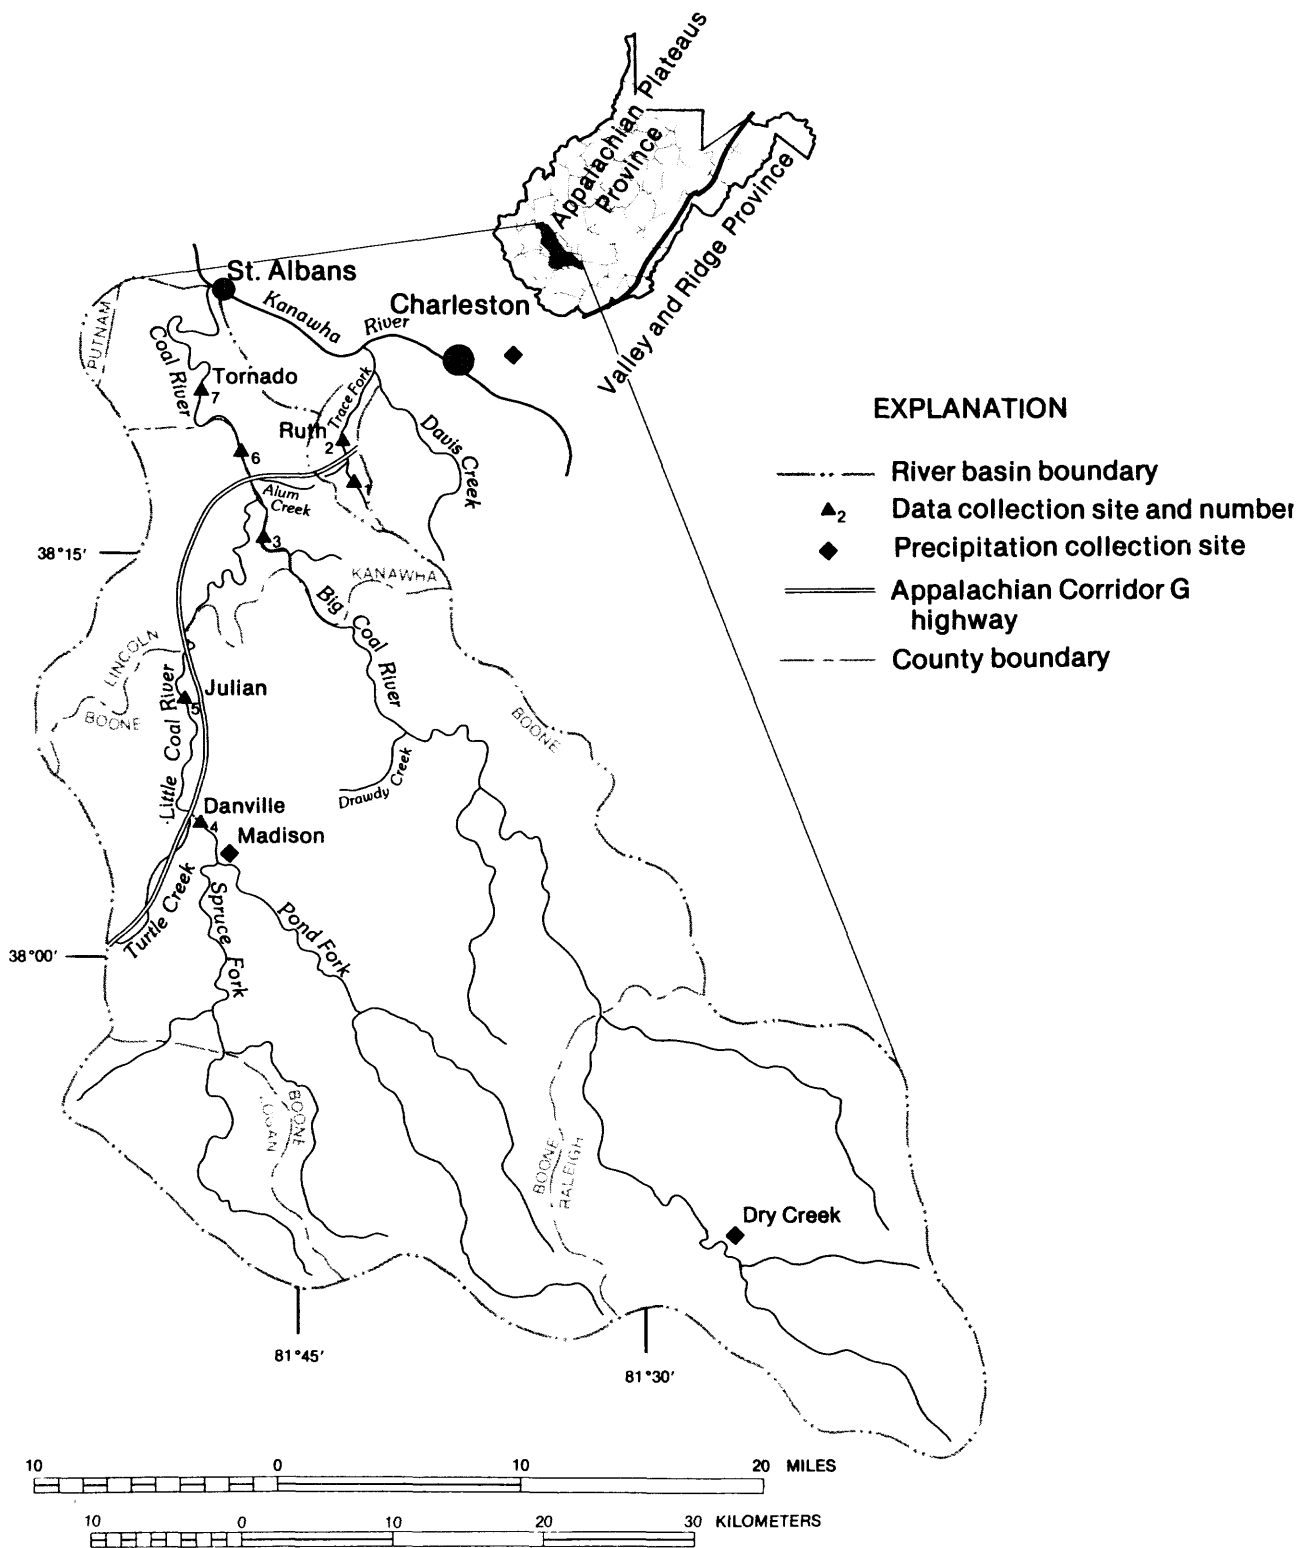 Appalachian Plateaus
Province
Valley and Ridge Province
St. Albans
Kanawha
River
Charleston
PUTNAM
Coal River
Tornado
7
Trace Fork
Ruth
2
Davis Creek
6
1
Alum
Creek
3
38°15'
KANAWHA
Big
Coal
River
LINCOLN
BOONE
Little Coal River
Julian
5
BOONE
Drawdy Creek
Danville
4
Madison
Turtle Creek
Spruce
Fork
Pond Fork
38°00'
BOONE
BOONE
RALEIGH
Dry Creek
81°45'
81°30'
EXPLANATION
River basin boundary
2 Data collection site and number
Precipitation collection site
Appalachian Corridor G
highway
County boundary
10 0 10 20 MILES
10 0 10 20 30 KILOMETERS